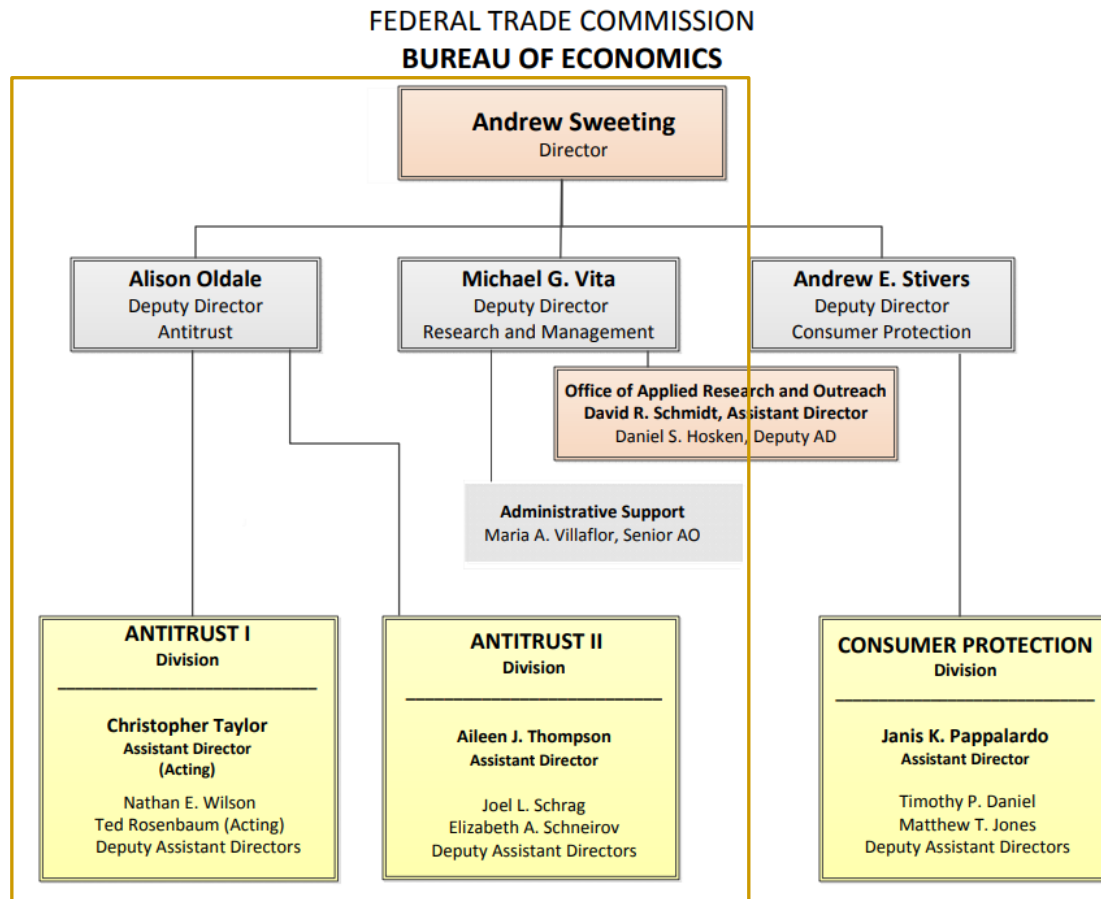 FEDERAL TRADE COMMISSION
BUREAU OF ECONOMICS
Andrew Sweeting
Director
Alison Oldale
Deputy Director
Antitrust
Michael G. Vita
Deputy Director
Research and Management
Andrew E. Stivers
Deputy Director
Consumer Protection
Office of Applied Research and Outreach
David R. Schmidt, Assistant Director
Daniel S. Hosken, Deputy AD
Administrative Support
Maria A. Villaflor, Senior AO
ANTITRUST I
Division
Christopher Taylor
Assistant Director
(Acting)
Nathan E. Wilson
Ted Rosenbaum (Acting)
Deputy Assistant Directors
ANTITRUST II
Division
Aileen J. Thompson
Assistant Director
Joel L. Schrag
Elizabeth A. Schneirov
Deputy Assistant Directors
CONSUMER PROTECTION
Division
Janis K. Pappalardo
Assistant Director
Timothy P. Daniel
Matthew T. Jones
Deputy Assistant Directors